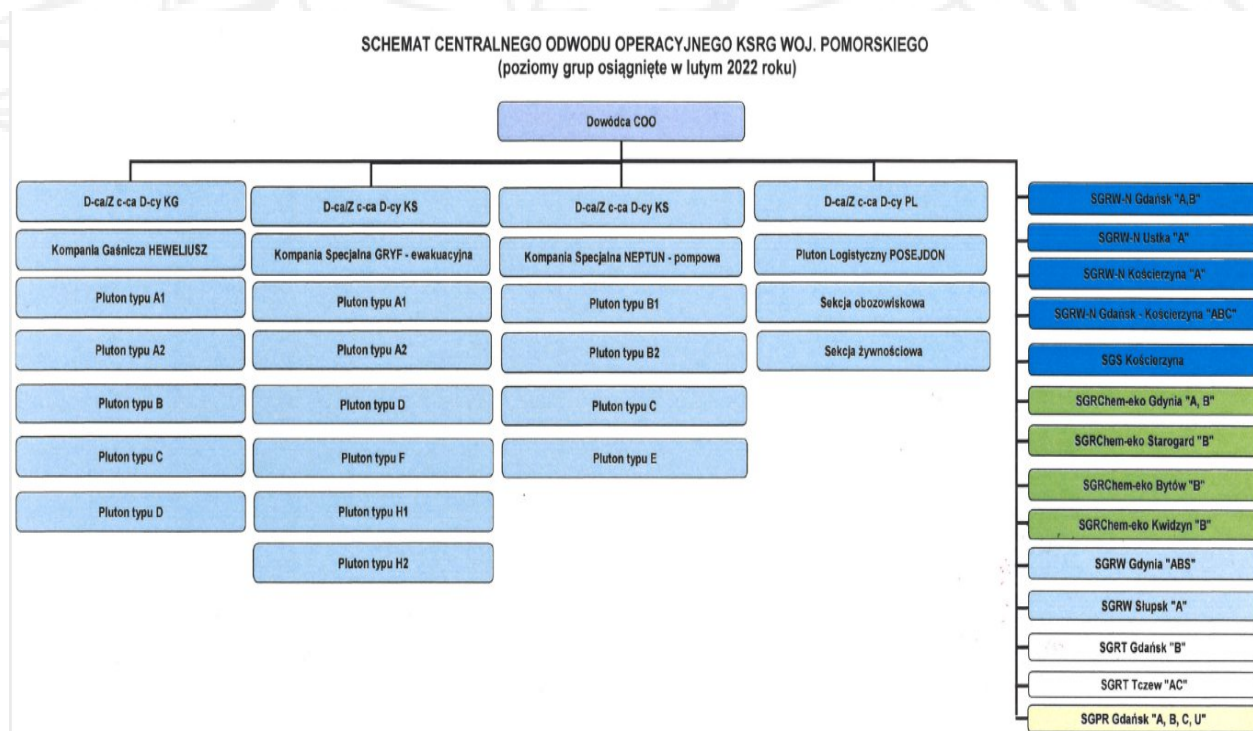 SCHEMAT CENTRALNEGO ODWODU OPERACYJNEGO KSRG WOJ. POMORSKIEGO
(poziomy grup osiągnięte w lutym 2022 roku)
Dowódca COO
D-ca/Z c-ca D-cy KG
Kompania Gaśnicza HEWELIUSZ
Pluton typu A1
Pluton typu A2
Pluton typu B
Pluton typu C
Pluton typu D
D-ca/Z c-ca D-cy KS
Kompania Specjalna GRYF - ewakuacyjna
Pluton typu A1
Pluton typu A2
Pluton typu D
Pluton typu F
Pluton typu H1
Pluton typu H2
D-ca/Z c-ca D-cy KS
Kompania Specjalna NEPTUN - pompowa
Pluton typu B1
Pluton typu B2
Pluton typu C
Pluton typu E
D-ca/Z c-ca D-cy PL
Pluton Logistyczny POSEJDON
Sekcja obozowiskowa
Sekcja żywnościowa
SGRW-N Gdańsk "A,B"
SGRW-N Ustka "A"
SGRW-N Kościerzyna "A"
SGRW-N Gdańsk - Kościerzyna "ABC"
SGS Kościerzyna
SGRChem-eko Gdynia "A, B"
SGRChem-eko Starogard "B"
SGRChem-eko Bytów "B"
SGRChem-eko Kwidzyn "B"
SGRW Gdynia "ABS"
SGRW Słupsk "A"
SGRT Gdańsk "B"
SGRT Tczew "AC"
SGPR Gdańsk "A, B, C, U"